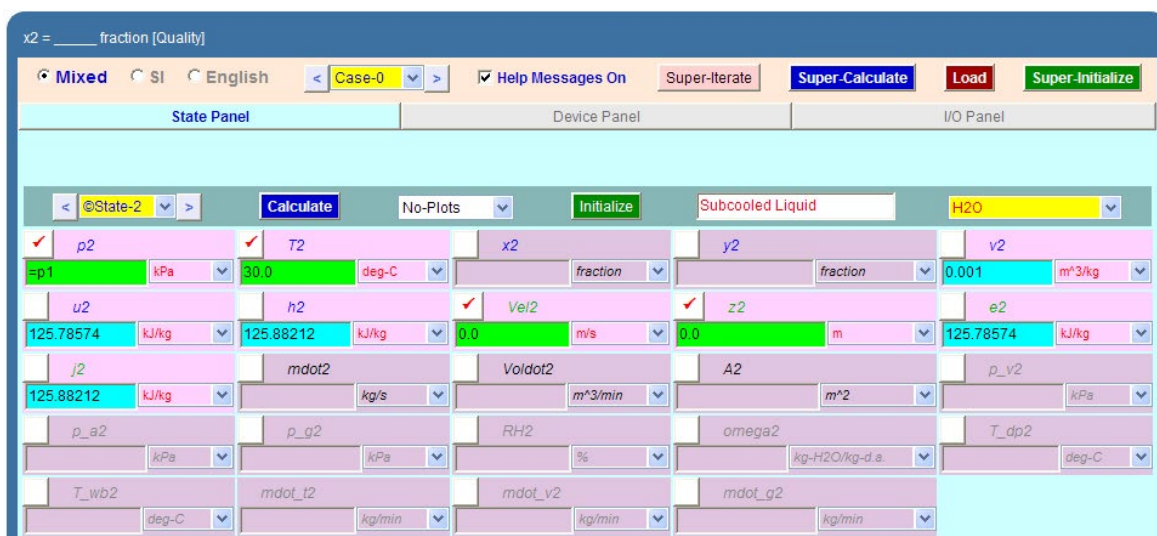 x2 = _____ fraction [Quality]
Mixed SI English < Case-0 > Help Messages On Super-Iterate Super-Calculate Load Super-Initialize
State Panel Device Panel I/O Panel
< ©State-2 > Calculate No-Plots Initialize Subcooled Liquid H2O
p2 T2 x2 y2 v2
=p1 kPa 30.0 deg-C fraction fraction 0.001 m^3/kg
u2 h2 Vel2 z2 e2
125.78574 kJ/kg 125.88212 kJ/kg 0.0 m/s 0.0 m 125.78574 kJ/kg
j2 mdot2 Voldot2 A2 p_v2
125.88212 kJ/kg kg/s m^3/min m^2 kPa
p_a2 p_g2 RH2 omega2 T_dp2
kPa kPa % kg-H2O/kg-d.a. deg-C
T_wb2 mdot_t2 mdot_v2 mdot_g2
deg-C kg/min kg/min kg/min